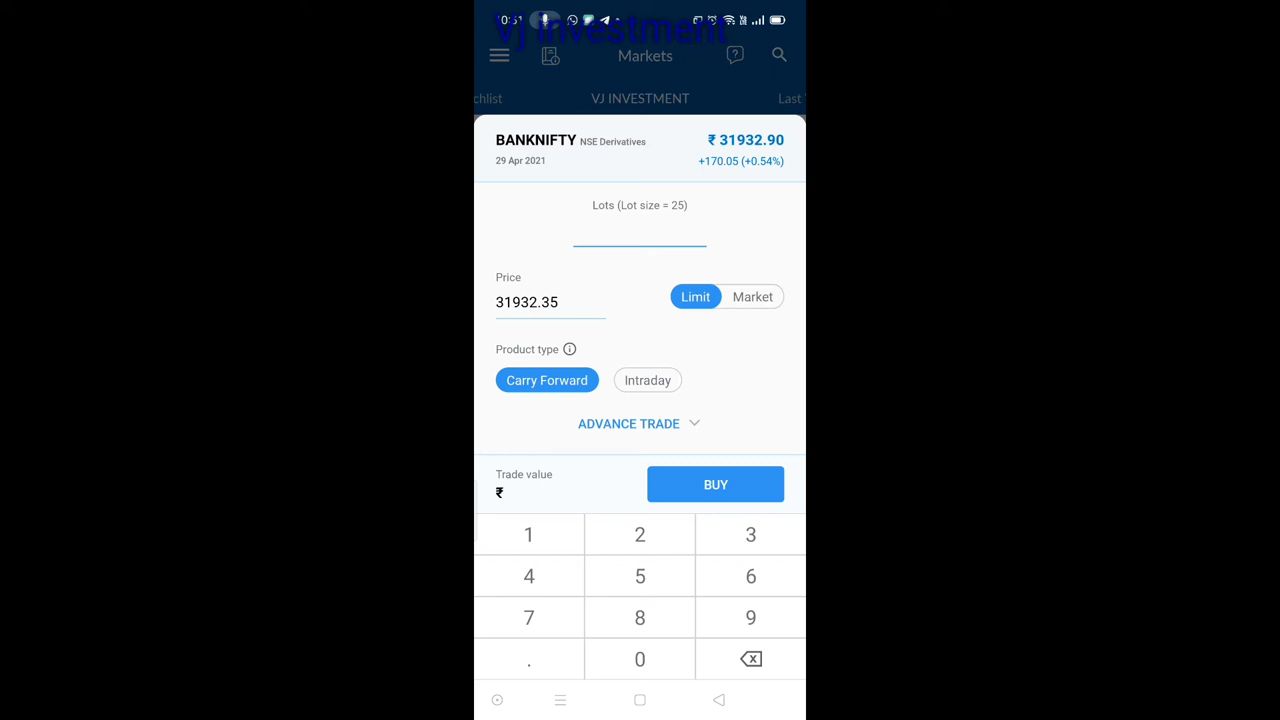 10:31
Vj Investment
Markets
chlist VJ INVESTMENT Last
BANKNIFTY NSE Derivatives ₹ 31932.90
29 Apr 2021 +170.05 (+0.54%)
Lots (Lot size = 25)
Price
31932.35 Limit Market
Product type
Carry Forward Intraday
ADVANCE TRADE
Trade value
₹ BUY
1 2 3
4 5 6
7 8 9
. 0